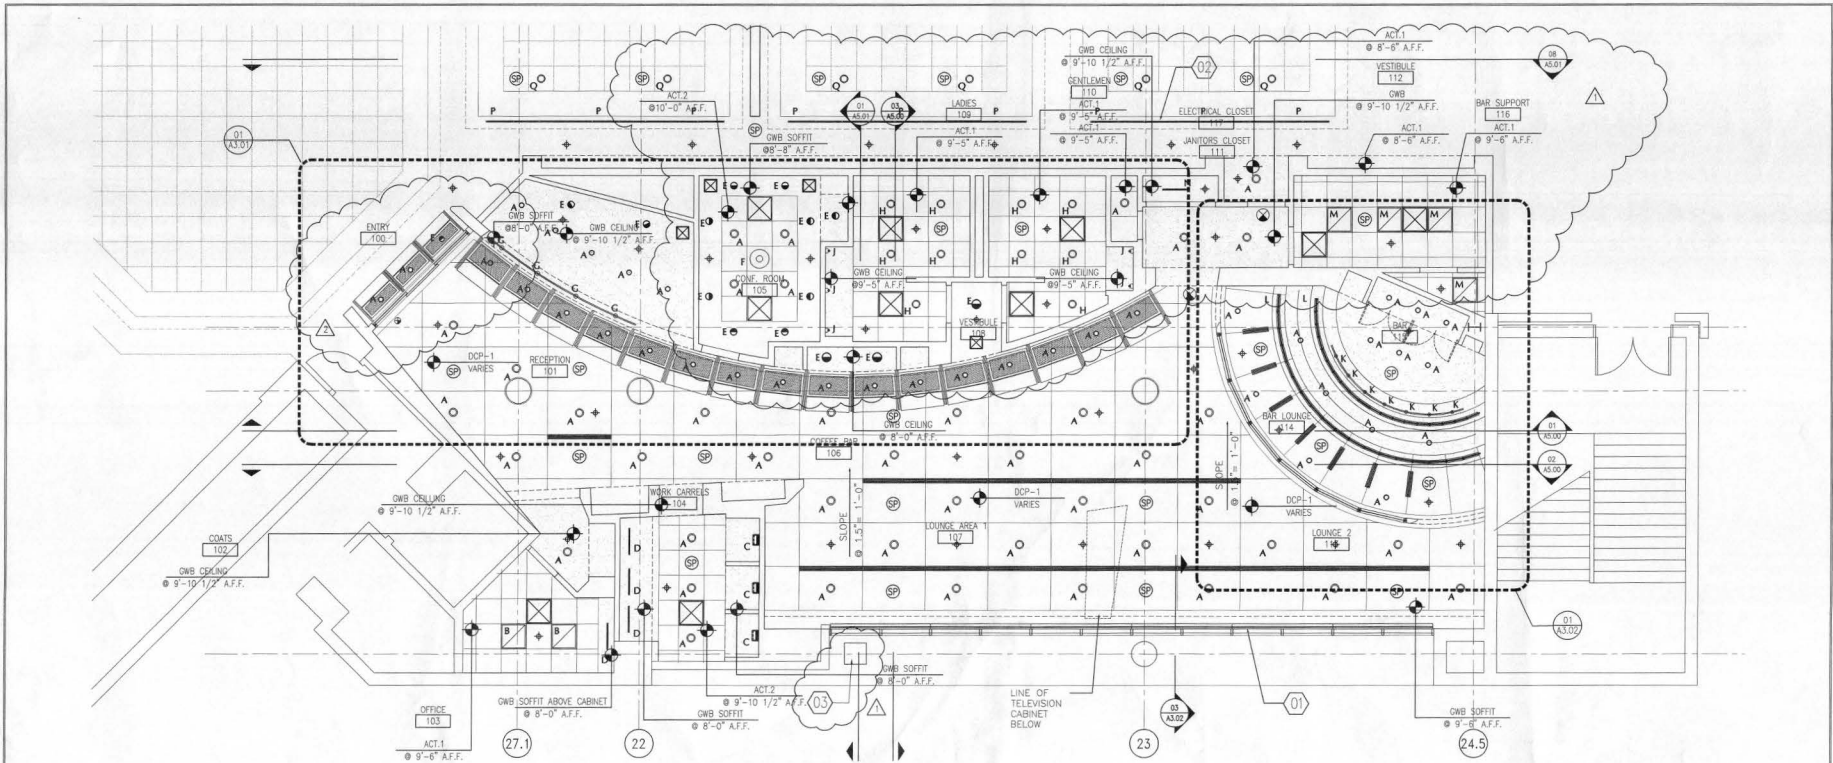 ACT.1
@ 8'-6" A.F.F.
GWB CEILING
@ 9'-10 1/2" A.F.F.
02
VESTIBULE
112
08
A5.01
SP
Q
SP
Q
SP
Q
SP
Q
SP
Q
SP
Q
ACT.2
@10'-0" A.F.F.
GENTLEMEN
110
ACT.1
@ 9'-5" A.F.F.
GWB
@ 9'-10 1/2" A.F.F.
1
LADIES
109
ELECTRICAL CLOSET
117
BAR SUPPORT
116
P
P
P
P
P
P
P
P
P
01
A5.01
03
A5.00
01
A3.01
GWB SOFFIT
@8'-8" A.F.F.
ACT.1
@ 9'-5" A.F.F.
ACT.1
@ 9'-5" A.F.F.
JANITORS CLOSET
111
ACT.1
@ 8'-6" A.F.F.
ACT.1
@ 9'-6" A.F.F.
ENTRY
100
GWB SOFFIT
@8'-0" A.F.F.
GWB CEILING
@ 9'-10 1/2" A.F.F.
CONF. ROOM
105
GWB CEILING
@9'-5" A.F.F.
GWB CEILING
@9'-5" A.F.F.
VESTIBULE
108
BAR
2
DCP-1
VARIES
RECEPTION
101
GWB CEILING
@ 8'-0" A.F.F.
COFFEE BAR
106
BAR LOUNGE
114
01
A5.00
02
A5.00
GWB CEILLING
@ 9'-10 1/2" A.F.F.
WORK CARRELS
104
SLOPE
@ 1.5"= 1'-0"
DCP-1
VARIES
LOUNGE AREA 1
107
SLOPE
DCP-1
VARIES
LOUNGE 2
COATS
102
GWB CEILING
@ 9'-10 1/2" A.F.F.
B
B
D
D
D
D
C
C
C
01
A3.02
GWB SOFFIT
@ 8'-0" A.F.F.
OFFICE
103
GWB SOFFIT ABOVE CABINET
@ 8'-0" A.F.F.
ACT.2
@ 9'-10 1/2" A.F.F.
GWB SOFFIT
@ 8'-0" A.F.F.
03
1
LINE OF
TELEVISION
CABINET
BELOW
03
A3.02
01
GWB SOFFIT
@ 9'-6" A.F.F.
ACT.1
@ 9'-6" A.F.F.
27.1
22
23
24.5